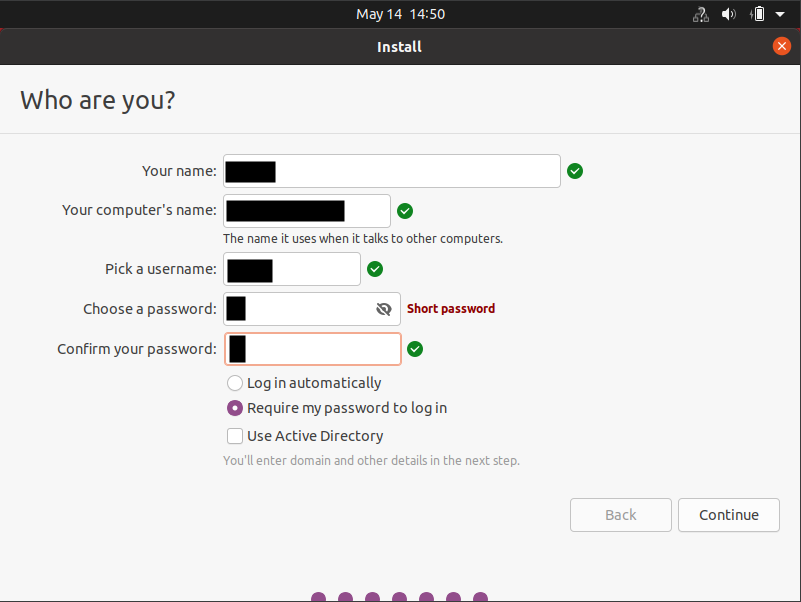 May 14 14:50
Install
Who are you?
Your name:
Your computer's name:
The name it uses when it talks to other computers.
Pick a username:
Choose a password: Short password
Confirm your password:
Log in automatically
Require my password to log in
Use Active Directory
You'll enter domain and other details in the next step.
Back Continue